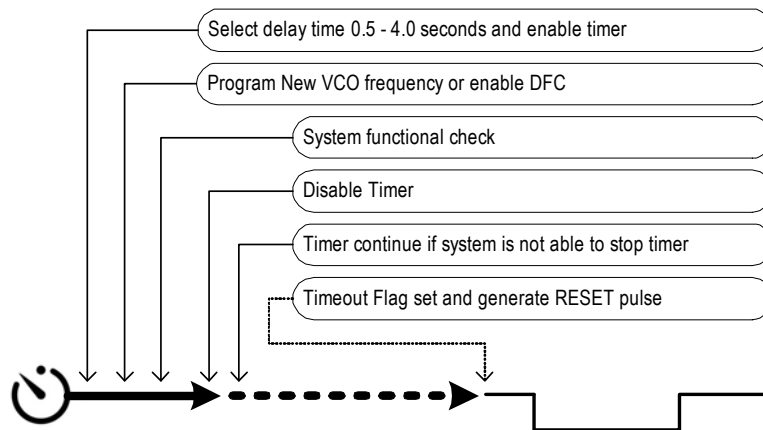 Select delay time 0.5 - 4.0 seconds and enable timer
Program New VCO frequency or enable DFC
System functional check
Disable Timer
Timer continue if system is not able to stop timer
Timeout Flag set and generate RESET pulse